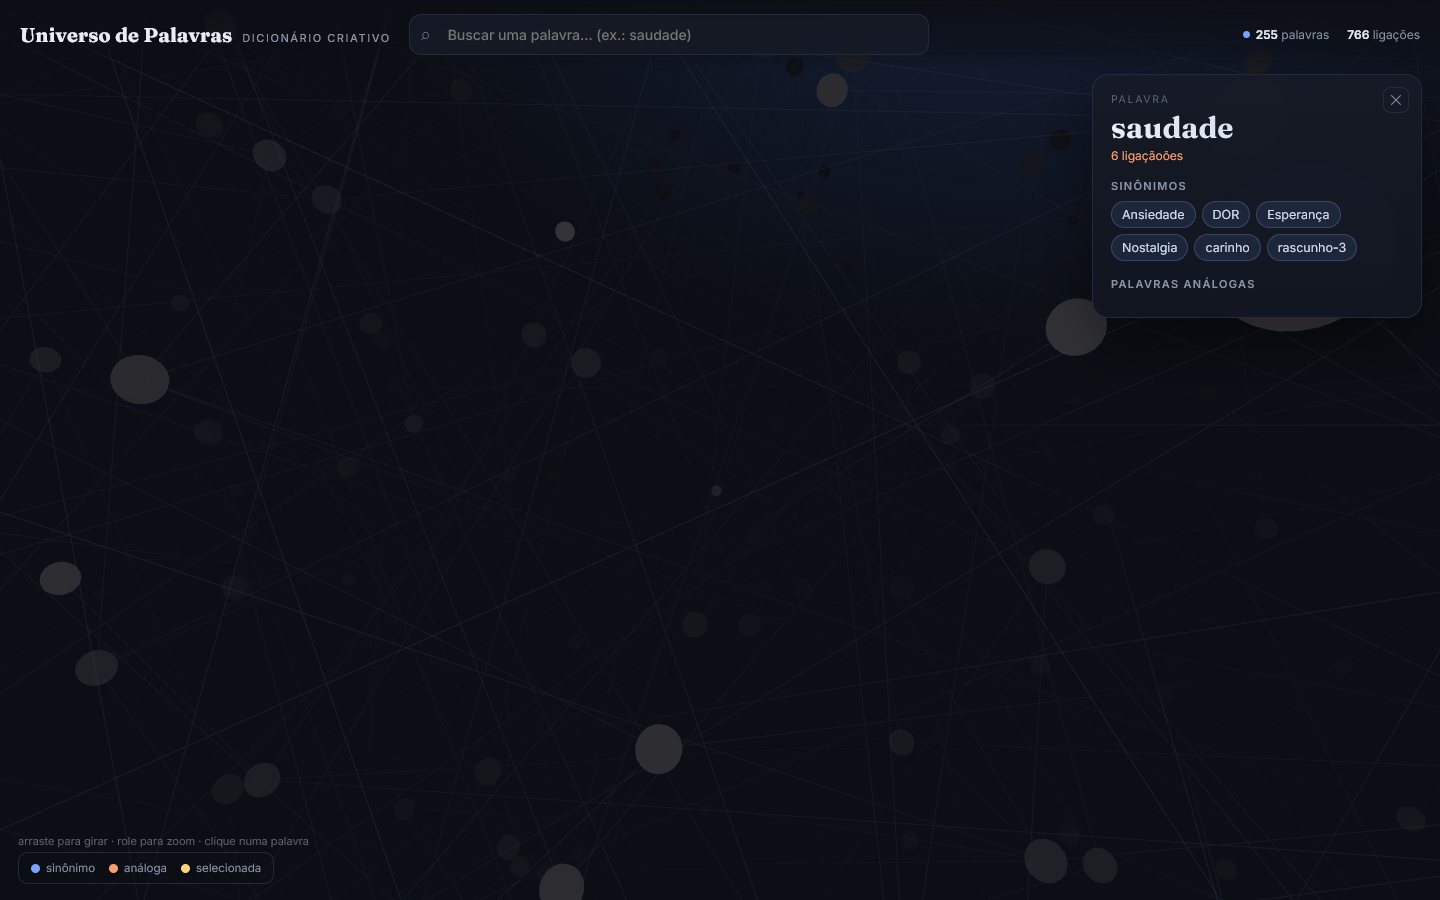 Universo de Palavras DICIONÁRIO CRIATIVO
Buscar uma palavra... (ex.: saudade)
255 palavras 766 ligações
PALAVRA
saudade
6 ligaçãoões
SINÔNIMOS
Ansiedade DOR Esperança
Nostalgia carinho rascunho-3
PALAVRAS ANÁLOGAS
arraste para girar · role para zoom · clique numa palavra
sinônimo análoga selecionada